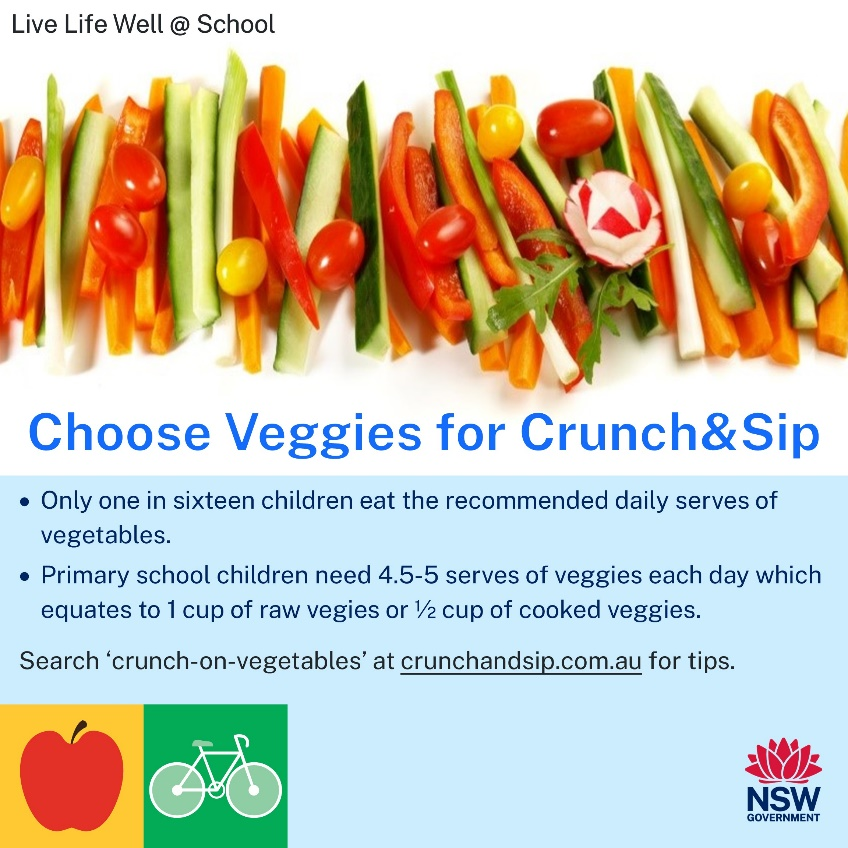 Live Life Well @ School
Choose Veggies for Crunch&Sip
• Only one in sixteen children eat the recommended daily serves of
vegetables.
• Primary school children need 4.5-5 serves of veggies each day which
equates to 1 cup of raw vegies or ½ cup of cooked veggies.
Search ‘crunch-on-vegetables’ at crunchandsip.com.au for tips.
NSW
GOVERNMENT